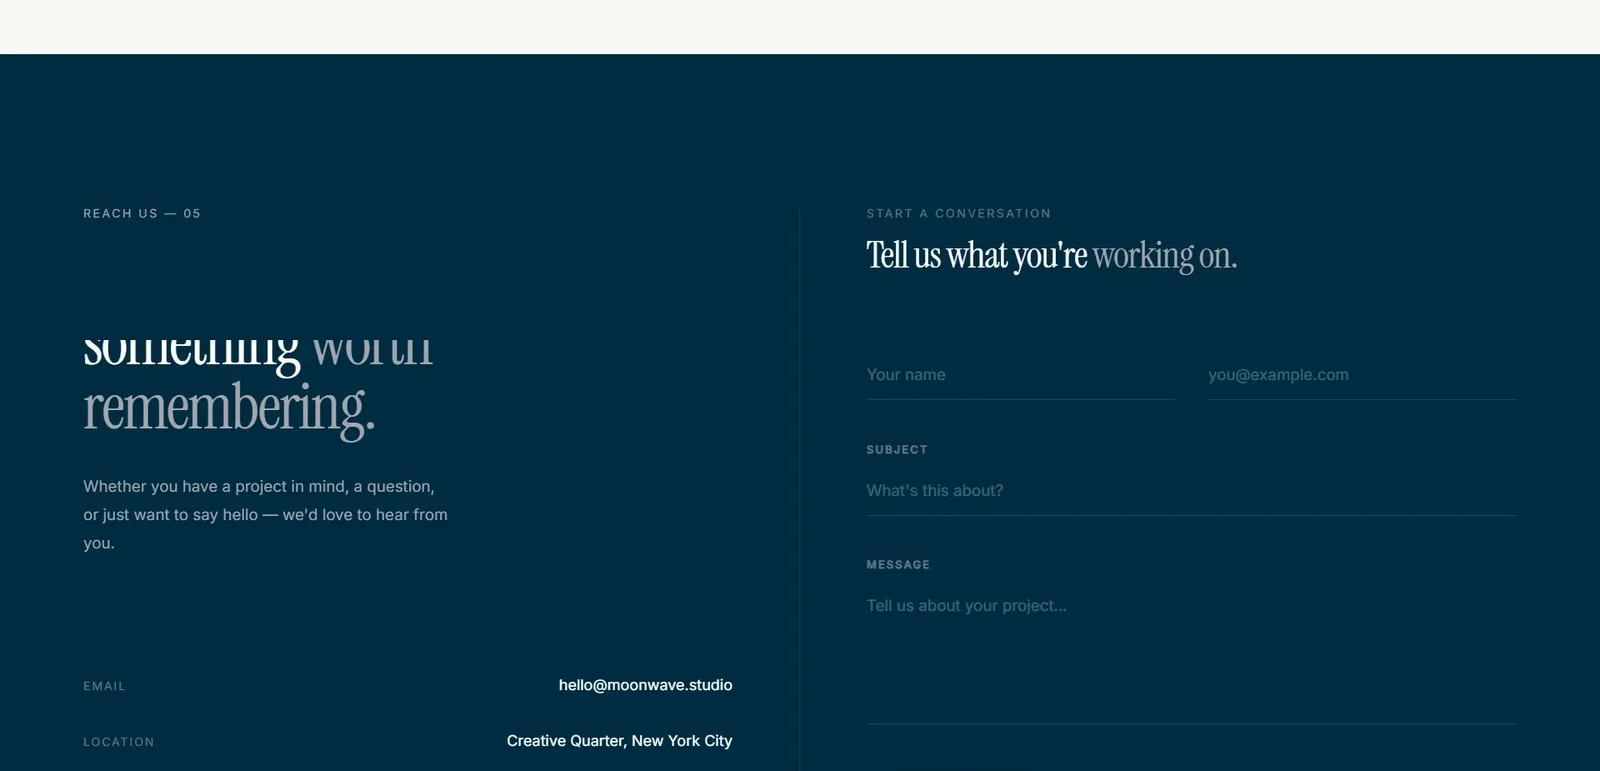 REACH US — 05
something worth
remembering.
Whether you have a project in mind, a question,
or just want to say hello — we'd love to hear from
you.
EMAIL
hello@moonwave.studio
LOCATION
Creative Quarter, New York City
START A CONVERSATION
Tell us what you're working on.
Your name
you@example.com
SUBJECT
What's this about?
MESSAGE
Tell us about your project...